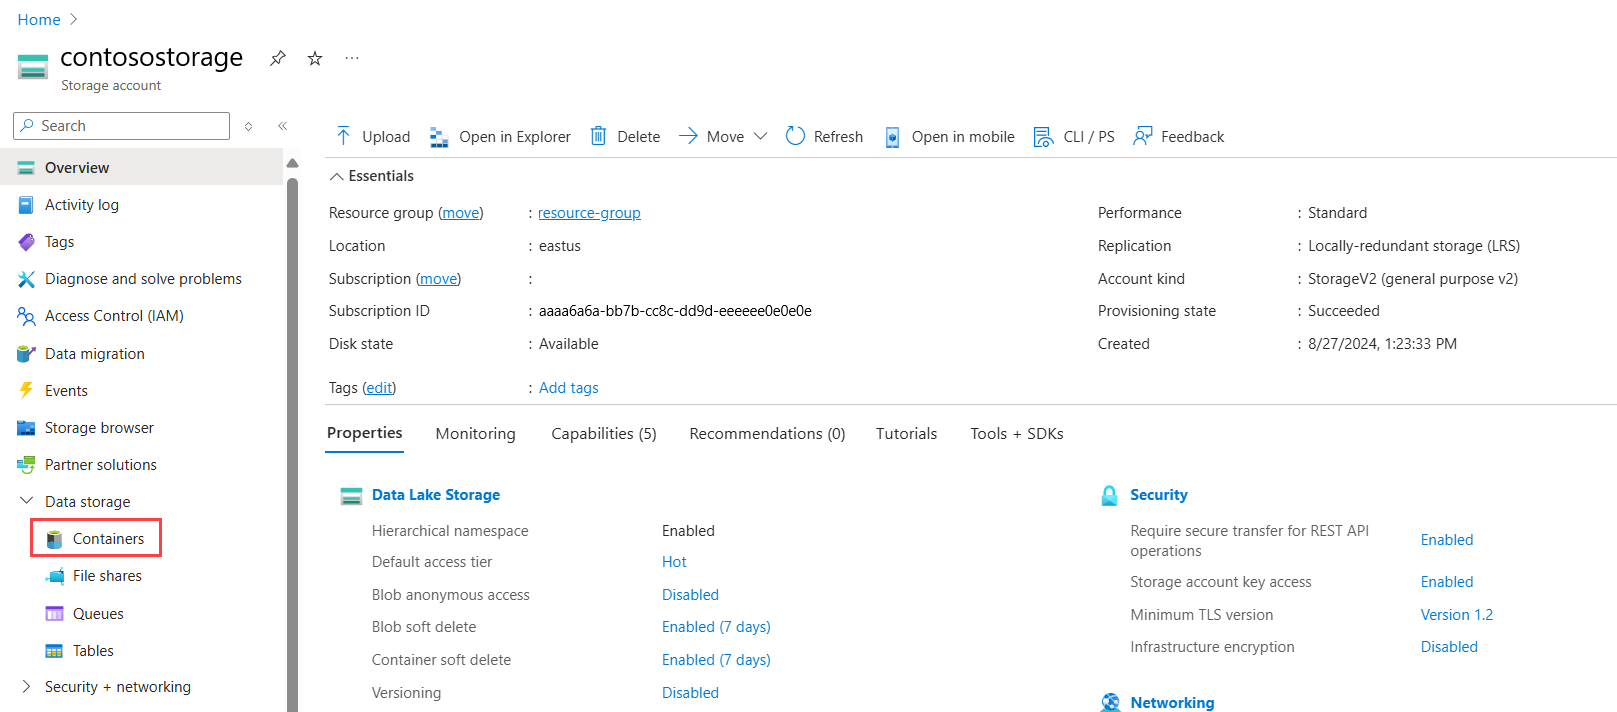 Home
contosostorage
Storage account
Search
Overview
Activity log
Tags
Diagnose and solve problems
Access Control (IAM)
Data migration
Events
Storage browser
Partner solutions
Data storage
Containers
File shares
Queues
Tables
Security + networking
Upload Open in Explorer Delete Move Refresh Open in mobile CLI / PS Feedback
Essentials
Resource group (move) : resource-group
Location : eastus
Subscription (move) :
Subscription ID : aaaa6a6a-bb7b-cc8c-dd9d-eeeeee0e0e0e
Disk state : Available
Tags (edit) : Add tags
Performance : Standard
Replication : Locally-redundant storage (LRS)
Account kind : StorageV2 (general purpose v2)
Provisioning state : Succeeded
Created : 8/27/2024, 1:23:33 PM
Properties Monitoring Capabilities (5) Recommendations (0) Tutorials Tools + SDKs
Data Lake Storage
Hierarchical namespace Enabled
Default access tier Hot
Blob anonymous access Disabled
Blob soft delete Enabled (7 days)
Container soft delete Enabled (7 days)
Versioning Disabled
Security
Require secure transfer for REST API
operations Enabled
Storage account key access Enabled
Minimum TLS version Version 1.2
Infrastructure encryption Disabled
Networking